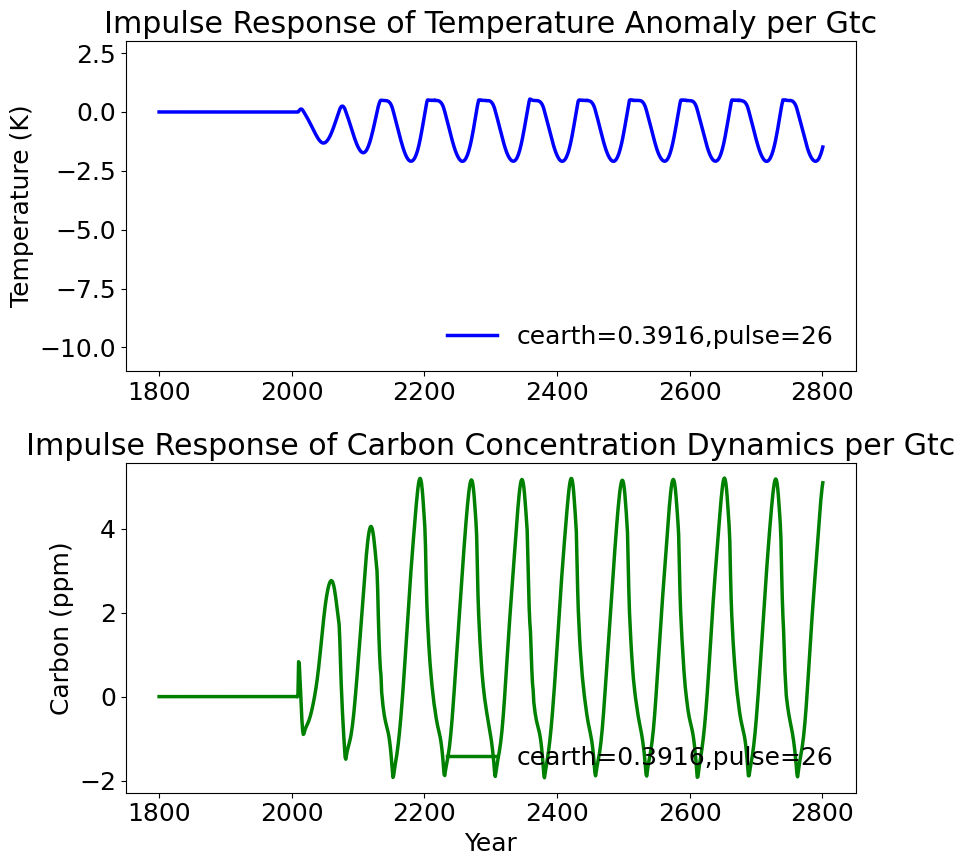 Impulse Response of Temperature Anomaly per Gtc
2.5
0.0
−2.5
−5.0
−7.5
−10.0
Temperature (K)
cearth=0.3916,pulse=26
1800 2000 2200 2400 2600 2800
Impulse Response of Carbon Concentration Dynamics per Gtc
4
2
0
−2
Carbon (ppm)
cearth=0.3916,pulse=26
1800 2000 2200 2400 2600 2800
Year